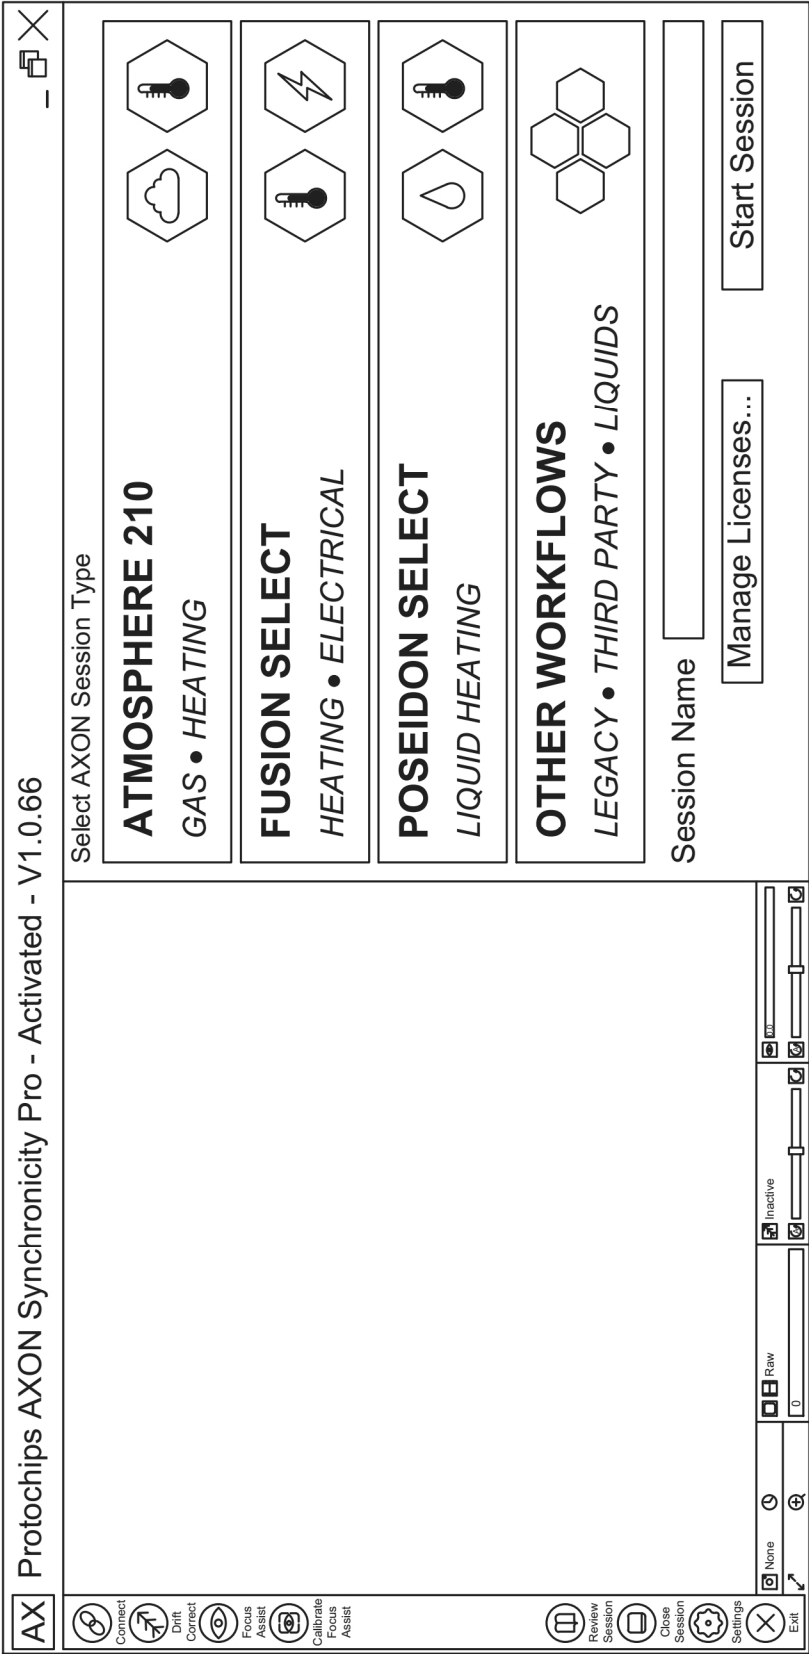 AX Protochips AXON Synchronicity Pro - Activated - V1.0.66
Connect
Drift
Correct
Focus
Assist
Calibrate
Focus
Assist
Review
Session
Close
Session
Settings
Exit
None
Raw
0
Inactive
0.0
Select AXON Session Type
ATMOSPHERE 210
GAS • HEATING
FUSION SELECT
HEATING • ELECTRICAL
POSEIDON SELECT
LIQUID HEATING
OTHER WORKFLOWS
LEGACY • THIRD PARTY • LIQUIDS
Session Name
Manage Licenses... Start Session